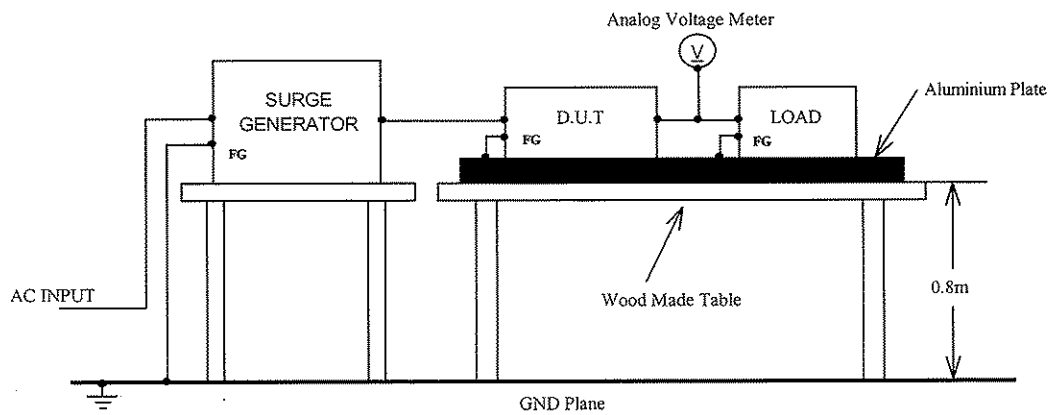 Analog Voltage Meter
V
SURGE
GENERATOR
FG
D.U.T
FG
LOAD
FG
Aluminium Plate
AC INPUT
Wood Made Table
0.8m
GND Plane